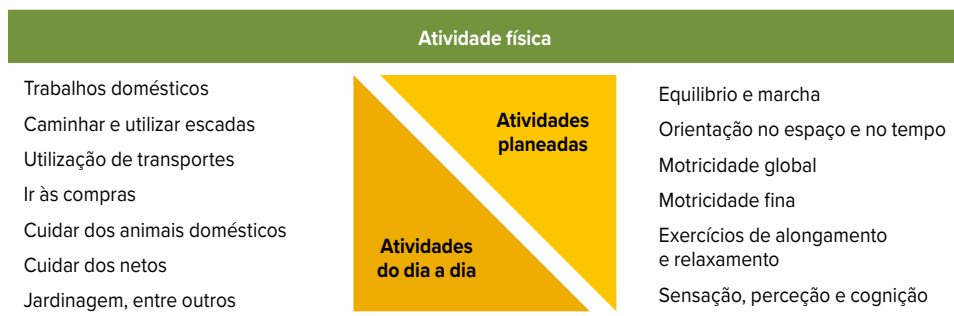 Atividade física
Trabalhos domésticos
Caminhar e utilizar escadas
Utilização de transportes
Ir às compras
Cuidar dos animais domésticos
Cuidar dos netos
Jardinagem, entre outros
Atividades
do dia a dia
Atividades
planeadas
Equilibrio e marcha
Orientação no espaço e no tempo
Motricidade global
Motricidade fina
Exercícios de alongamento
e relaxamento
Sensação, perceção e cognição